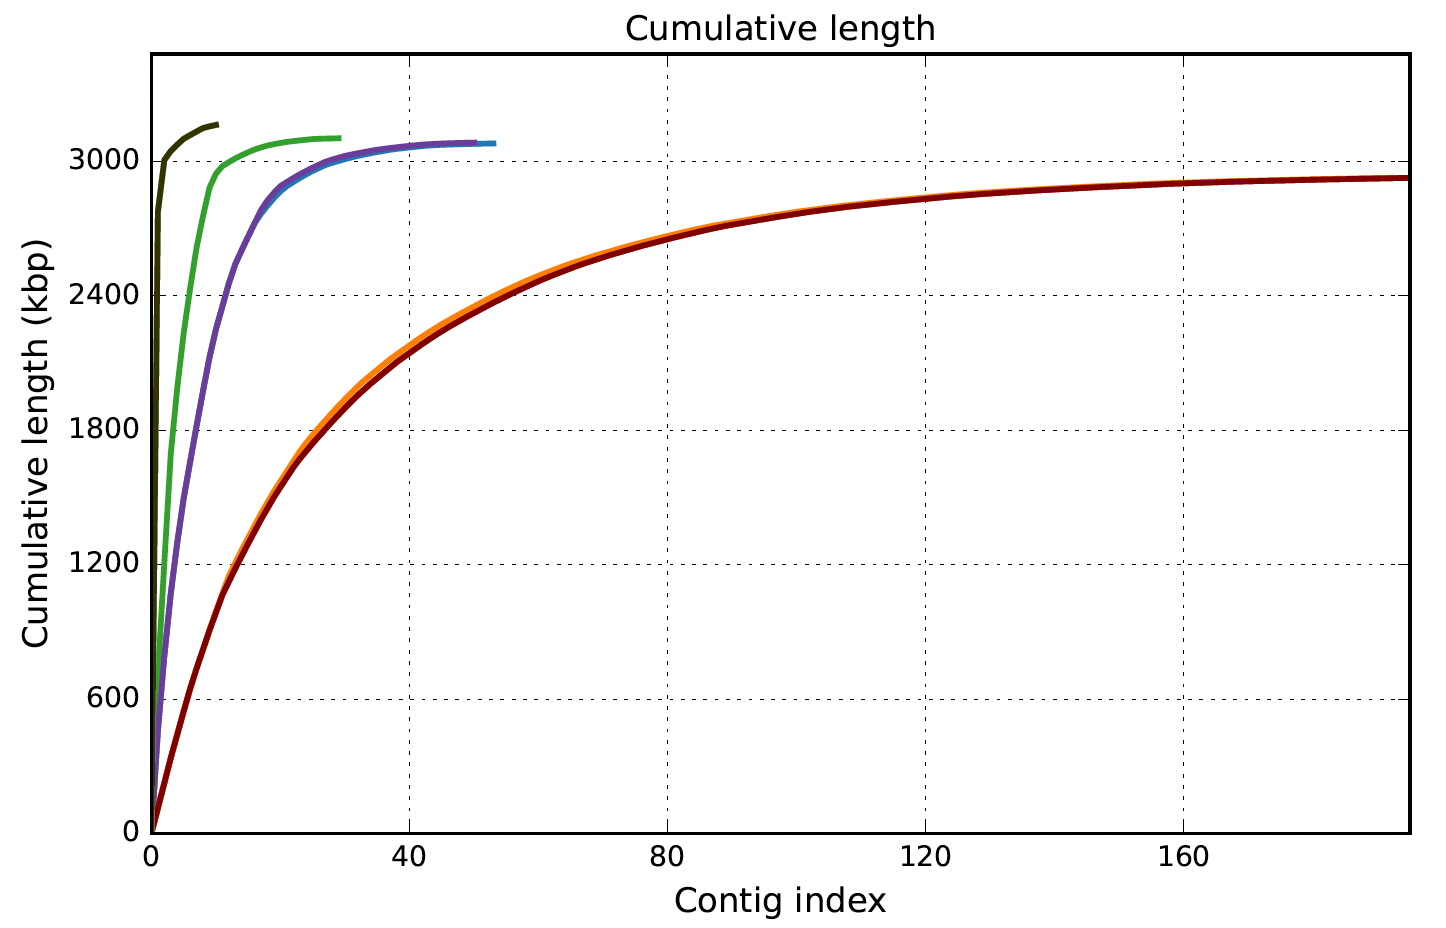 Cumulative length
Cumulative length (kbp)
3000
2400
1800
1200
600
0
0 40 80 120 160
Contig index